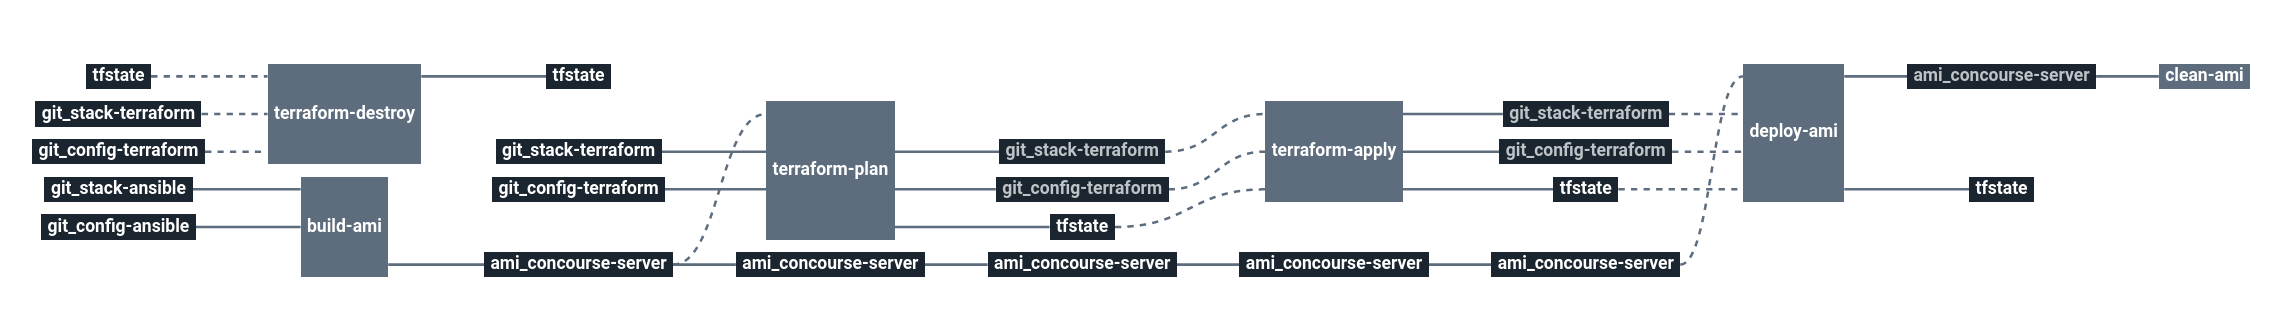 tfstate
git_stack-terraform
git_config-terraform
terraform-destroy
tfstate
git_stack-ansible
git_config-ansible
build-ami
ami_concourse-server
git_stack-terraform
git_config-terraform
terraform-plan
git_stack-terraform
git_config-terraform
tfstate
ami_concourse-server
ami_concourse-server
terraform-apply
git_stack-terraform
git_config-terraform
tfstate
ami_concourse-server
ami_concourse-server
deploy-ami
ami_concourse-server
tfstate
clean-ami